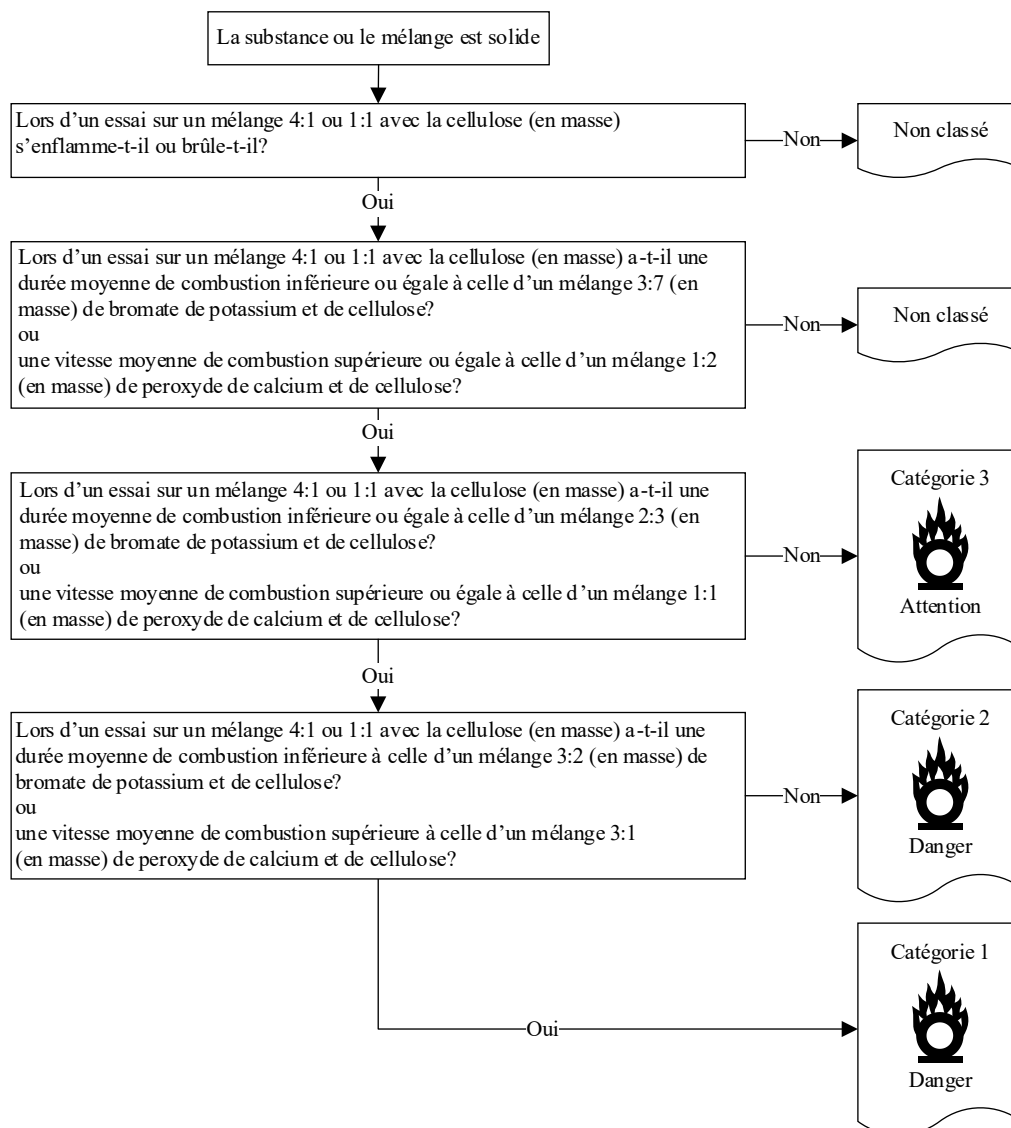 La substance ou le mélange est solide
Lors d'un essai sur un mélange 4:1 ou 1:1 avec la cellulose (en masse)
s'enflamme-t-il ou brûle-t-il?
Non
Non classé
Oui
Lors d'un essai sur un mélange 4:1 ou 1:1 avec la cellulose (en masse) a-t-il une
durée moyenne de combustion inférieure ou égale à celle d'un mélange 3:7 (en
masse) de bromate de potassium et de cellulose?
ou
une vitesse moyenne de combustion supérieure ou égale à celle d'un mélange 1:2
(en masse) de peroxyde de calcium et de cellulose?
Non
Non classé
Oui
Lors d'un essai sur un mélange 4:1 ou 1:1 avec la cellulose (en masse) a-t-il une
durée moyenne de combustion inférieure ou égale à celle d'un mélange 2:3 (en
masse) de bromate de potassium et de cellulose?
ou
une vitesse moyenne de combustion supérieure ou égale à celle d'un mélange 1:1
(en masse) de peroxyde de calcium et de cellulose?
Non
Catégorie 3
Attention
Oui
Lors d'un essai sur un mélange 4:1 ou 1:1 avec la cellulose (en masse) a-t-il une
durée moyenne de combustion inférieure à celle d'un mélange 3:2 (en masse) de
bromate de potassium et de cellulose?
ou
une vitesse moyenne de combustion supérieure à celle d'un mélange 3:1
(en masse) de peroxyde de calcium et de cellulose?
Non
Catégorie 2
Danger
Oui
Catégorie 1
Danger